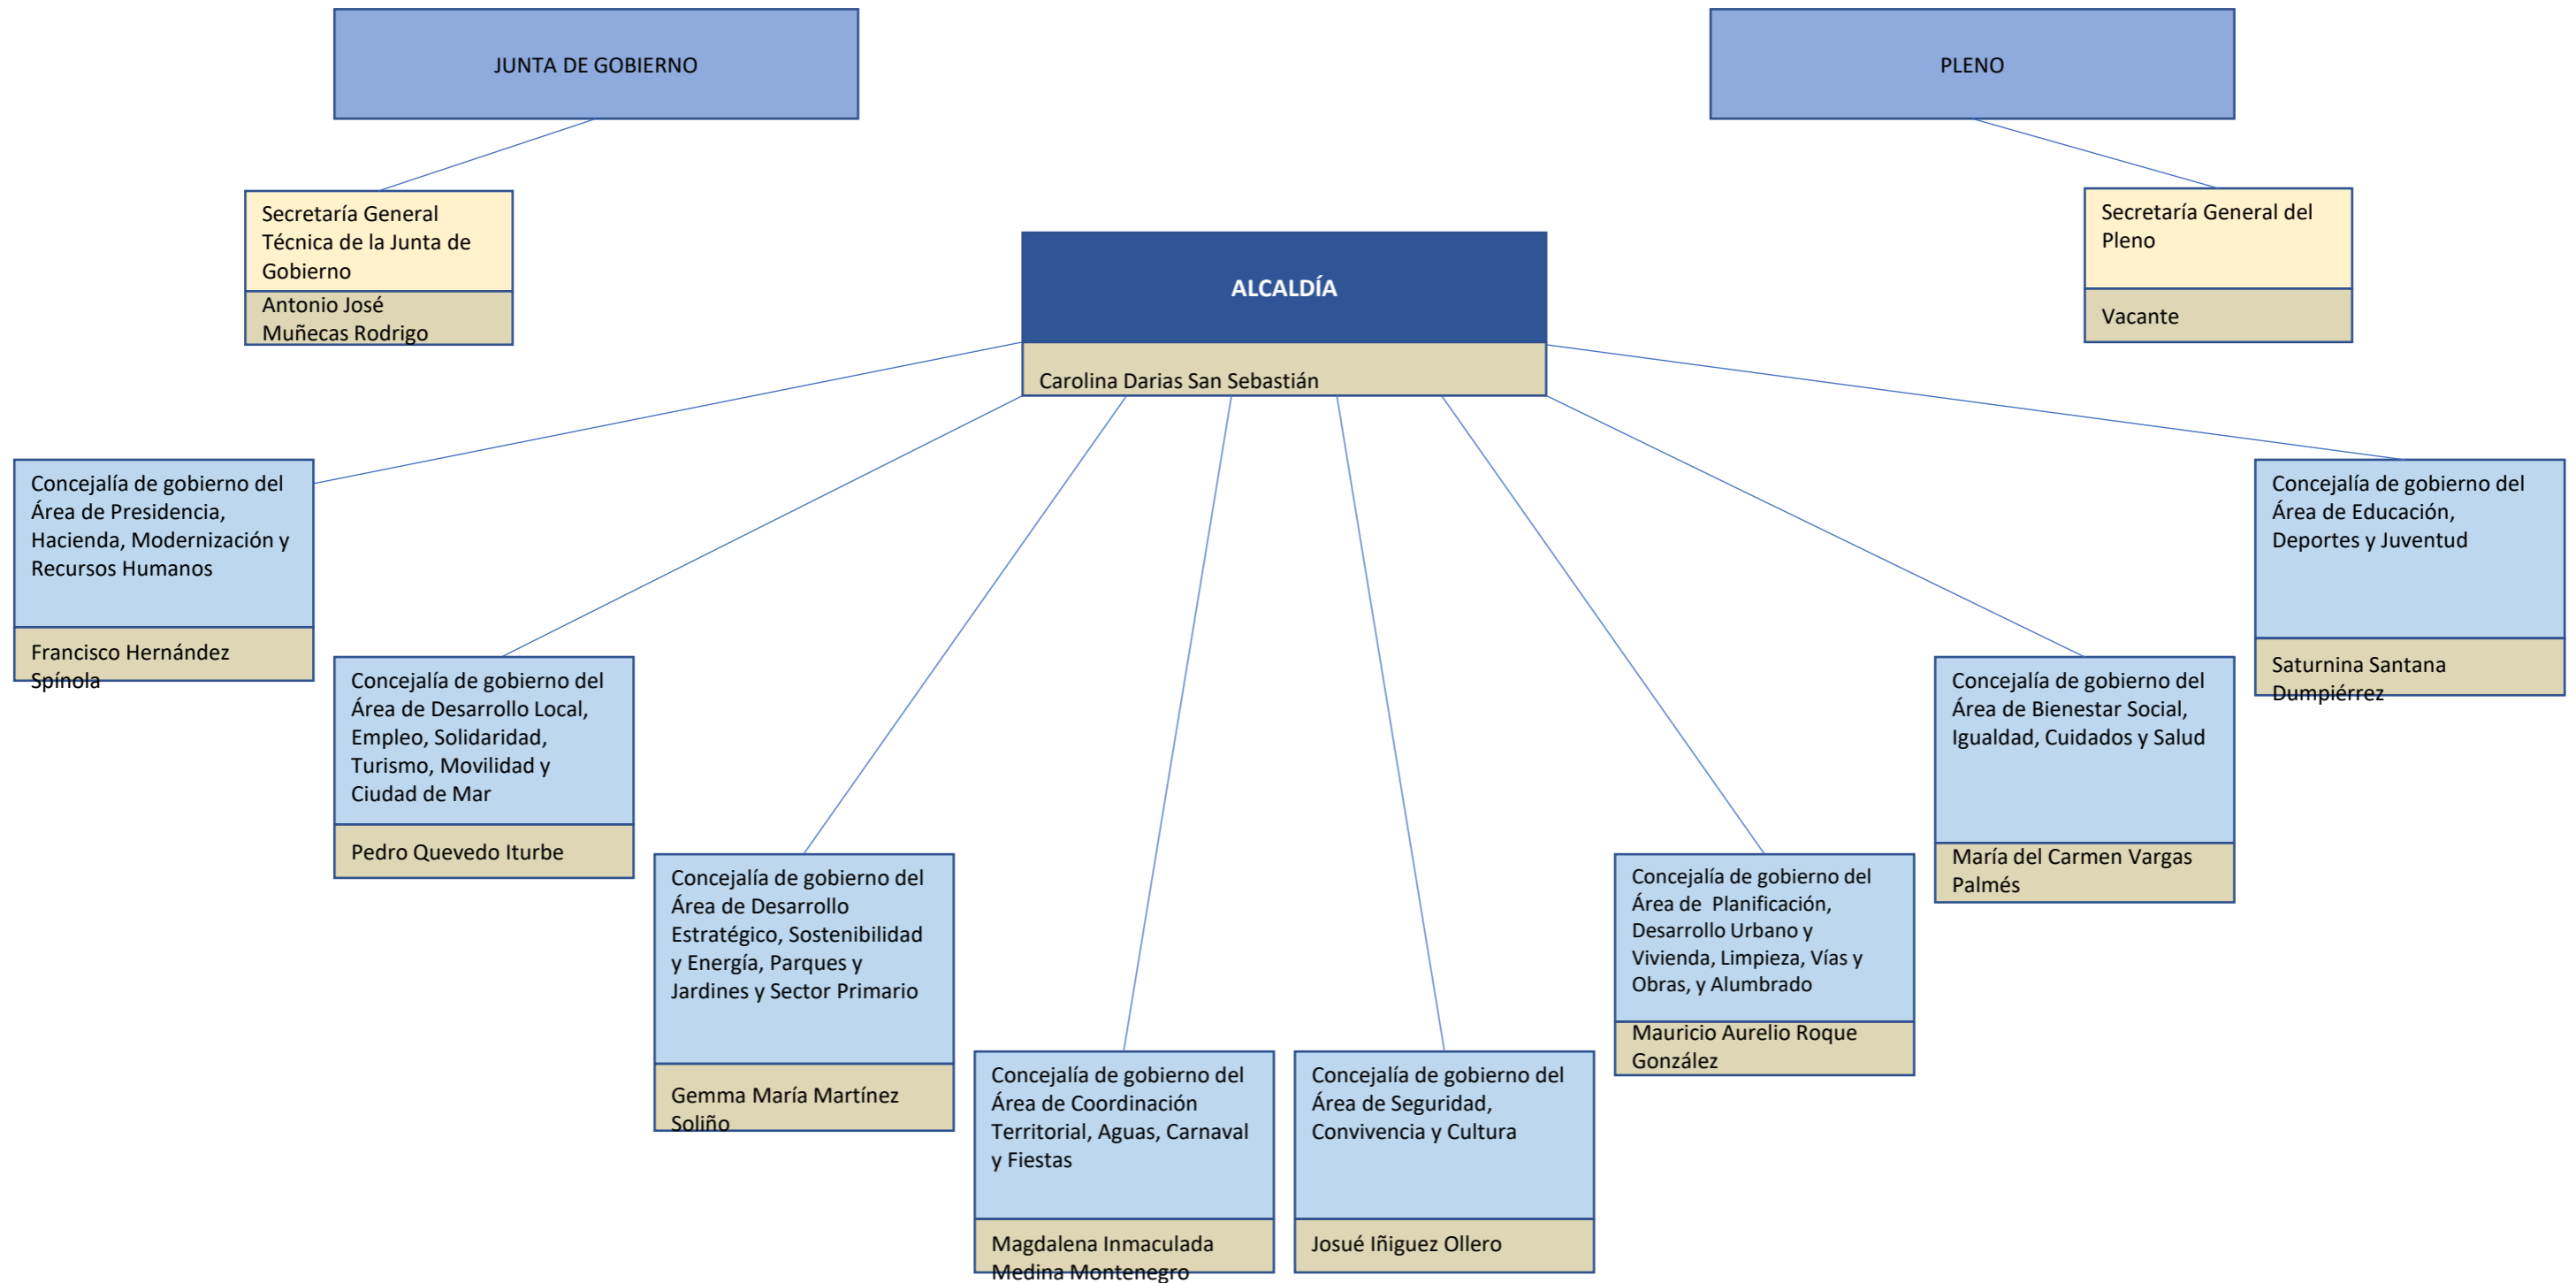 JUNTA DE GOBIERNO
PLENO
Secretaría General
Técnica de la Junta de
Gobierno
Antonio José
Muñecas Rodrigo
Secretaría General del
Pleno
Vacante
ALCALDÍA
Carolina Darias San Sebastián
Concejalía de gobierno del
Área de Presidencia,
Hacienda, Modernización y
Recursos Humanos
Francisco Hernández
Spínola
Concejalía de gobierno del
Área de Desarrollo Local,
Empleo, Solidaridad,
Turismo, Movilidad y
Ciudad de Mar
Pedro Quevedo Iturbe
Concejalía de gobierno del
Área de Desarrollo
Estratégico, Sostenibilidad
y Energía, Parques y
Jardines y Sector Primario
Gemma María Martínez
Soliño
Concejalía de gobierno del
Área de Coordinación
Territorial, Aguas, Carnaval
y Fiestas
Magdalena Inmaculada
Medina Montenegro
Concejalía de gobierno del
Área de Seguridad,
Convivencia y Cultura
Josué Iñiguez Ollero
Concejalía de gobierno del
Área de  Planificación,
Desarrollo Urbano y
Vivienda, Limpieza, Vías y
Obras, y Alumbrado
Mauricio Aurelio Roque
González
Concejalía de gobierno del
Área de Bienestar Social,
Igualdad, Cuidados y Salud
María del Carmen Vargas
Palmés
Concejalía de gobierno del
Área de Educación,
Deportes y Juventud
Saturnina Santana
Dumpiérrez